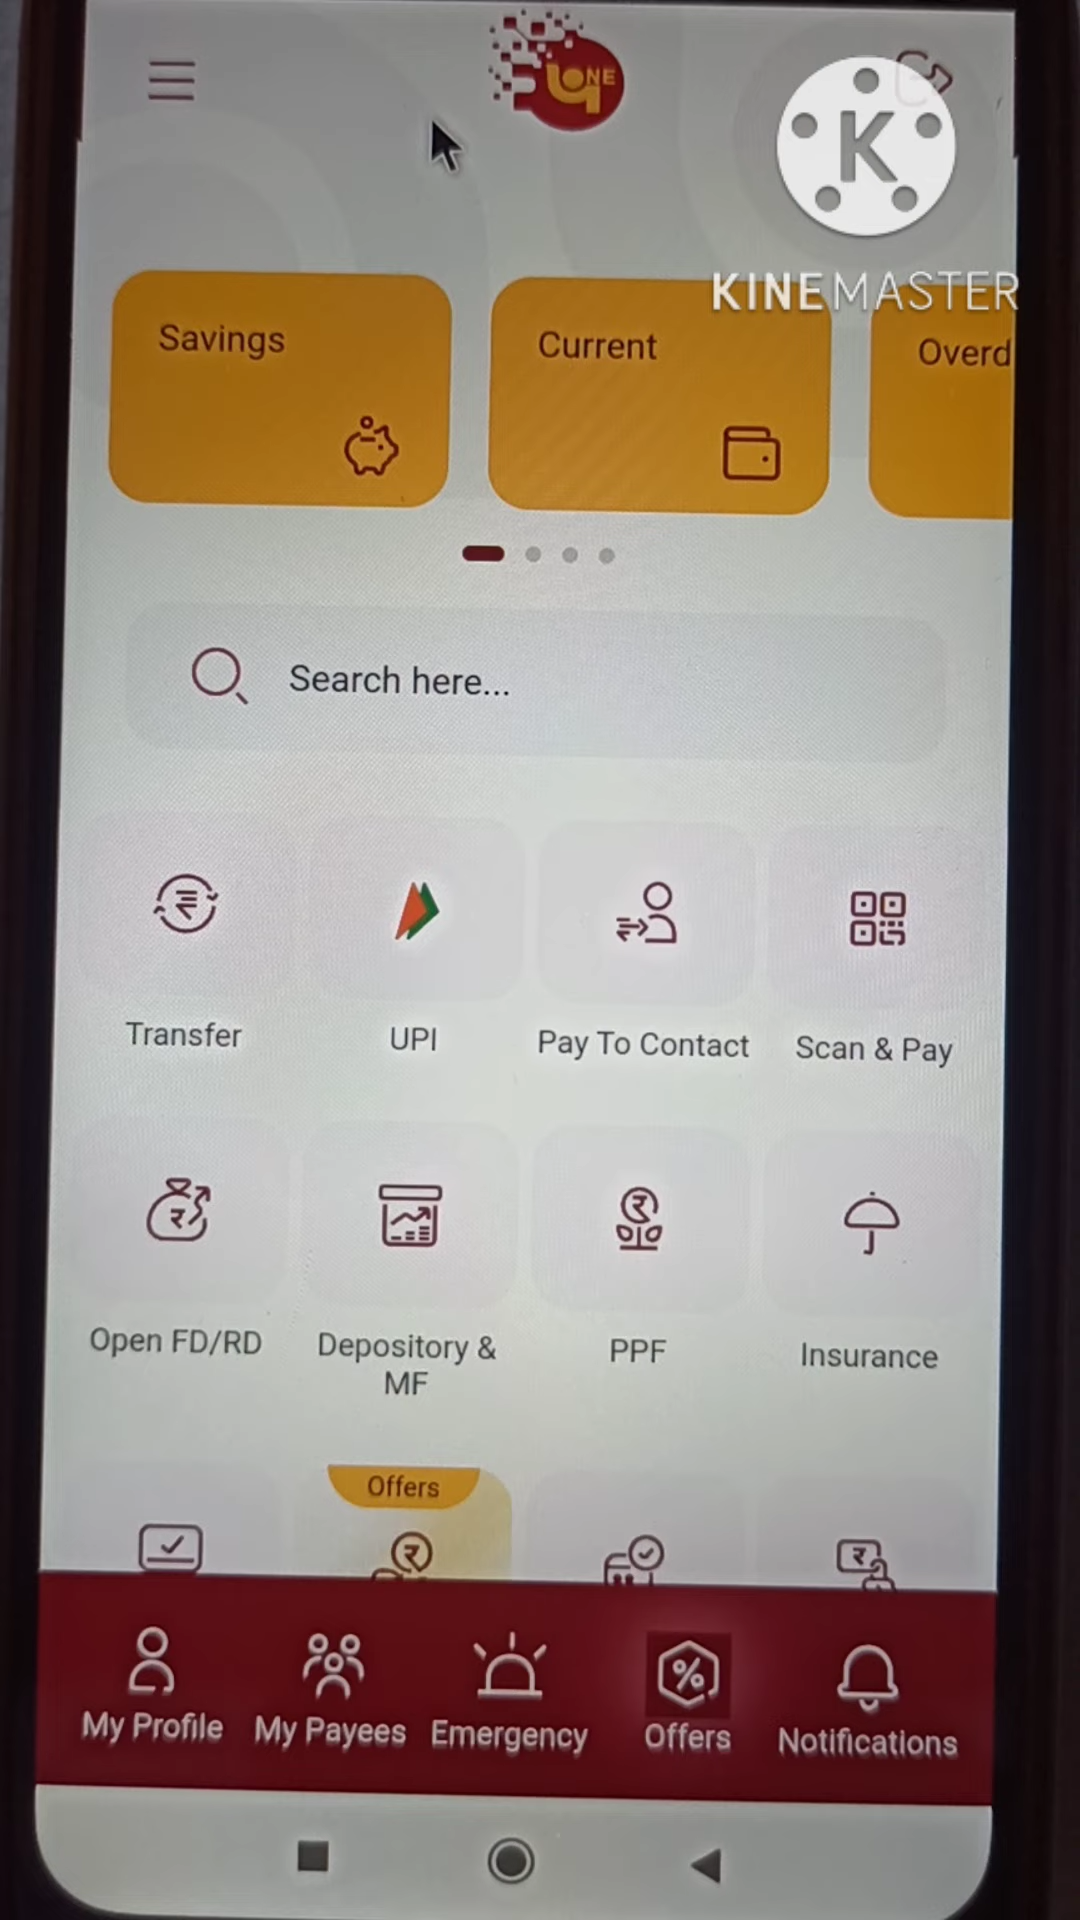 ONE
K
KINEMASTER
Savings
Current
Overd
Search here...
Transfer
UPI
Pay To Contact
Scan & Pay
Open FD/RD
Depository &
MF
PPF
Insurance
Offers
My Profile
My Payees
Emergency
Offers
Notifications